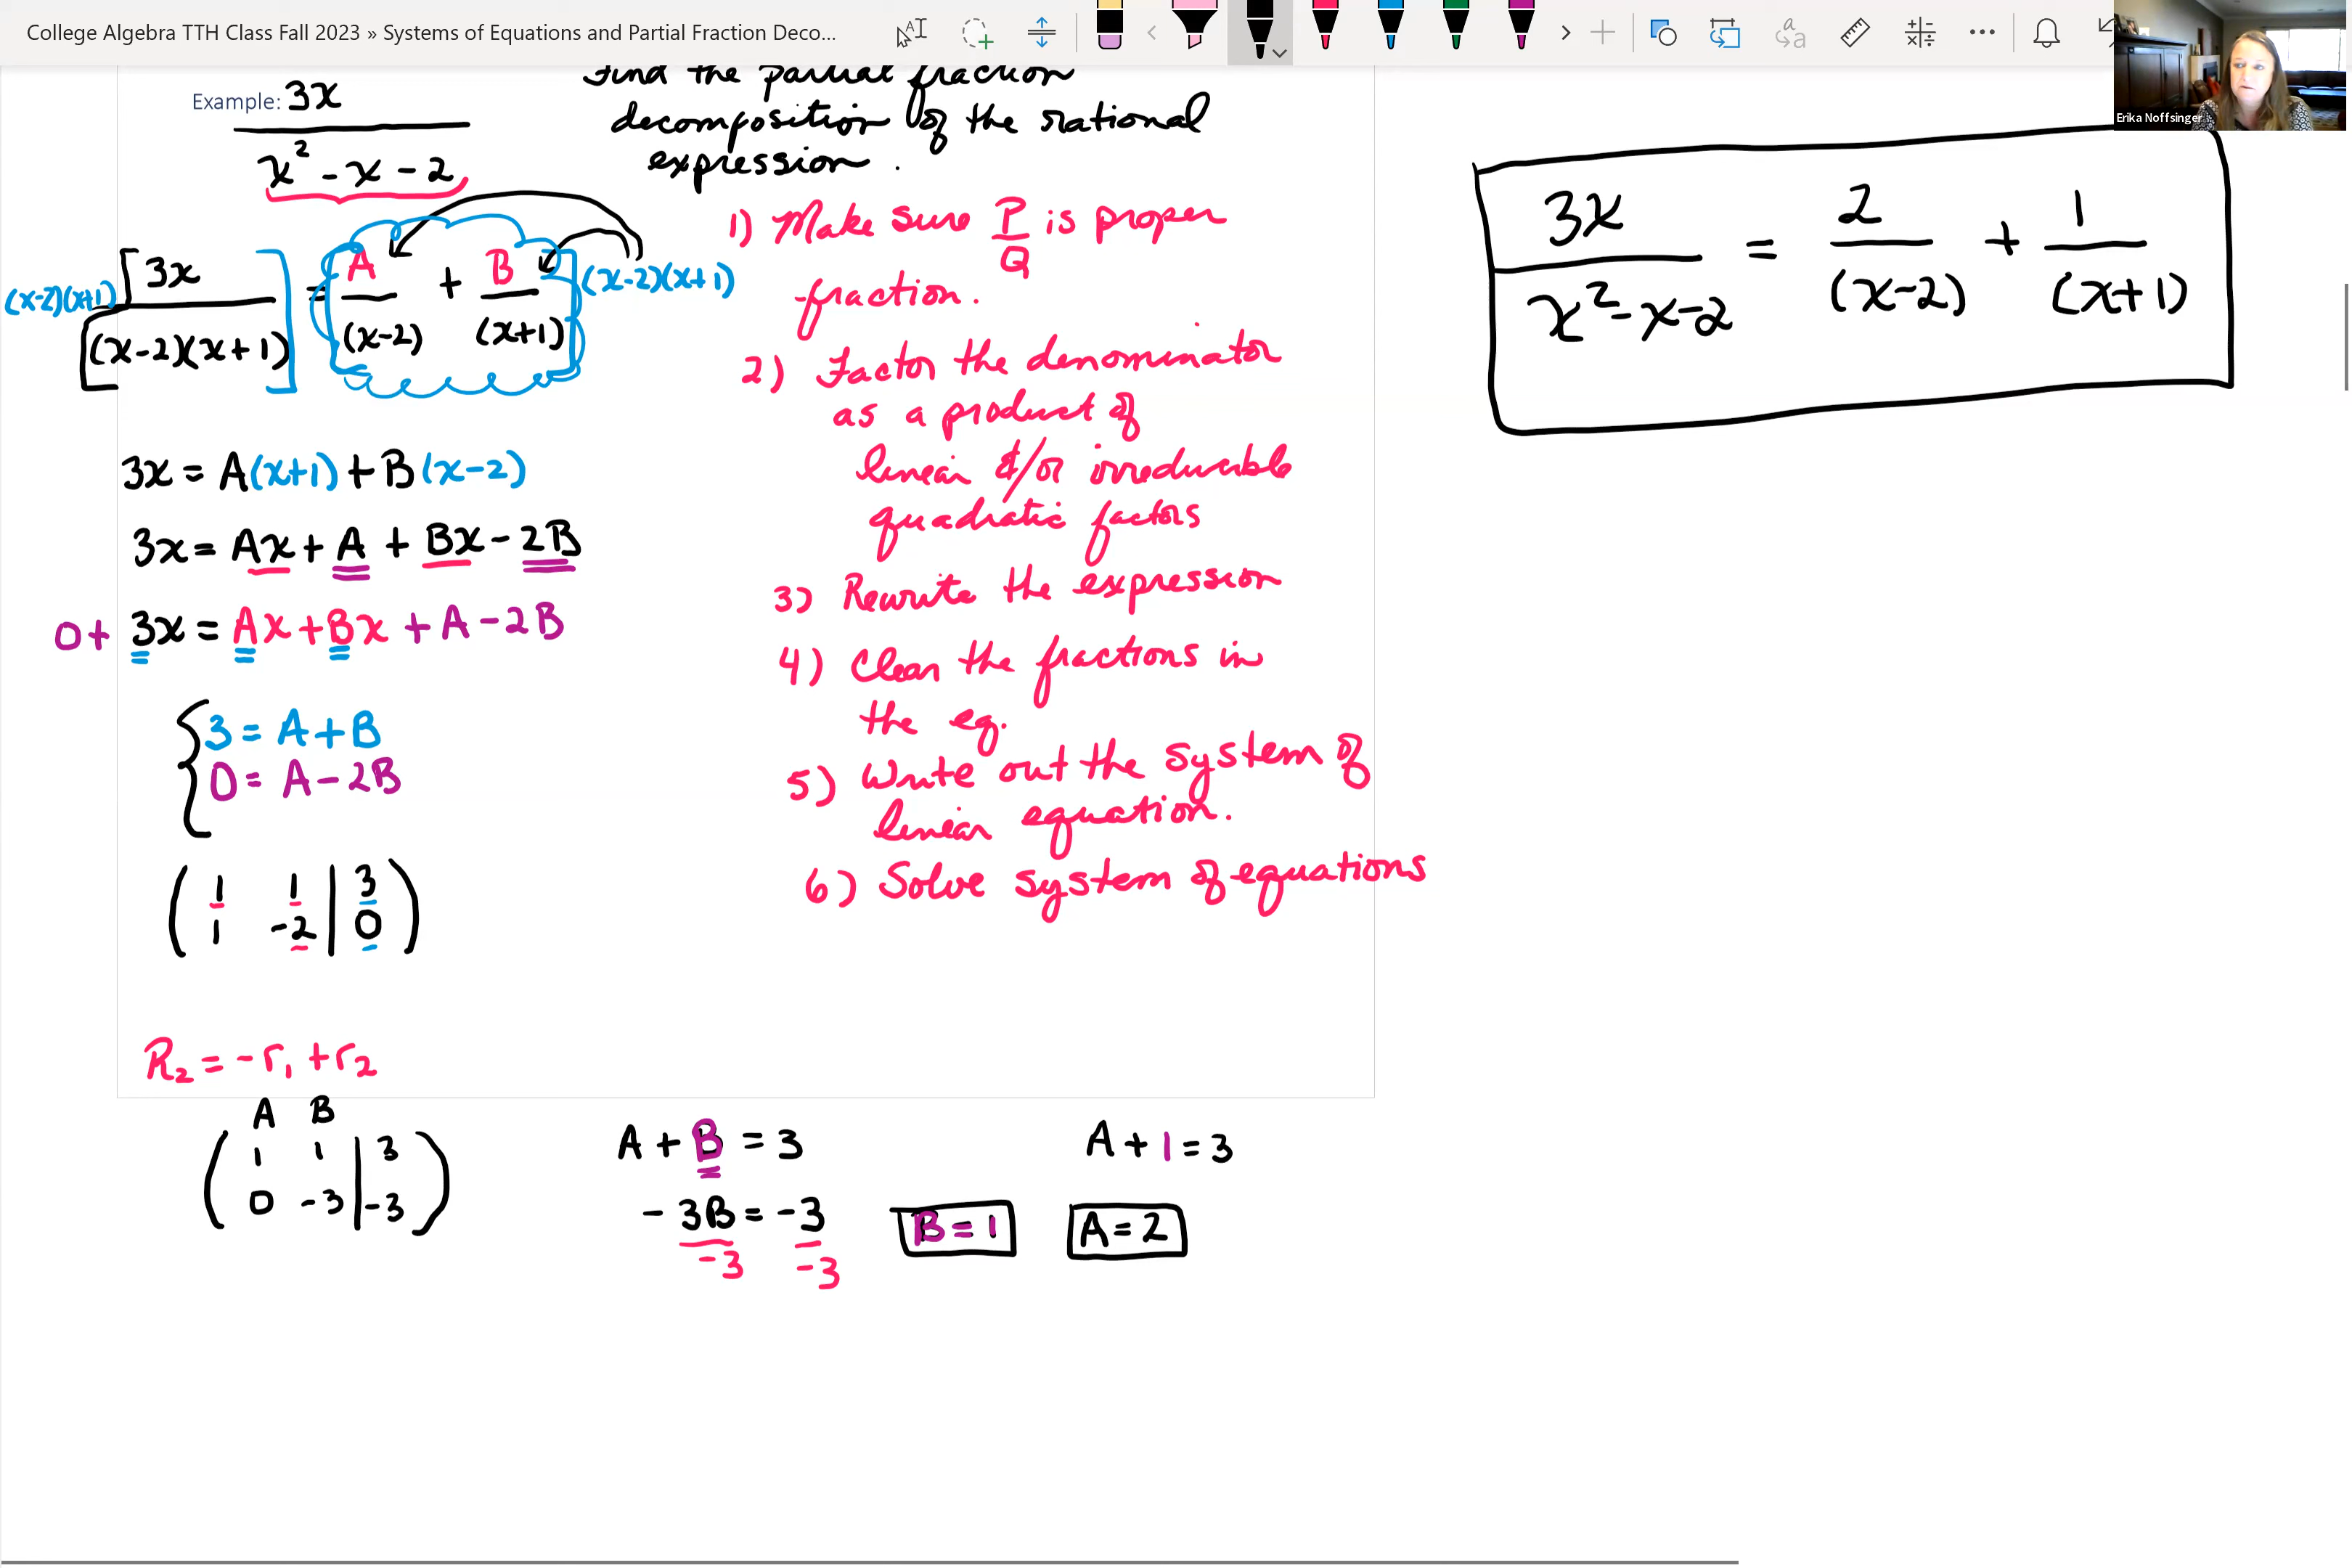 College Algebra TTH Class Fall 2023 » Systems of Equations and Partial Fraction Deco...
Erika Noffsinger
Example: 3x
x² - x - 2
Find the partial fraction
decomposition of the rational
expression.
(x-2)(x+1) [3x / (x-2)(x+1)] = [A/(x-2) + B/(x+1)] (x-2)(x+1)
3x = A(x+1) + B(x-2)
3x = Ax + A + Bx - 2B
0 + 3x = Ax + Bx + A - 2B
3 = A + B
0 = A - 2B
1 1 | 3
1 -2 | 0
R₂ = -r₁ + r₂
A B
1 1 | 3
0 -3 | -3
1) Make sure P/Q is proper
fraction.
2) Factor the denominator
as a product of
linear &/or irreducible
quadratic factors
3) Rewrite the expression
4) Clear the fractions in
the eq.
5) Write out the system of
linear equation.
6) Solve system of equations
A + B = 3
-3B = -3
-3 -3
B = 1
A + 1 = 3
A = 2
3x / x² - x - 2 = 2 / (x-2) + 1 / (x+1)